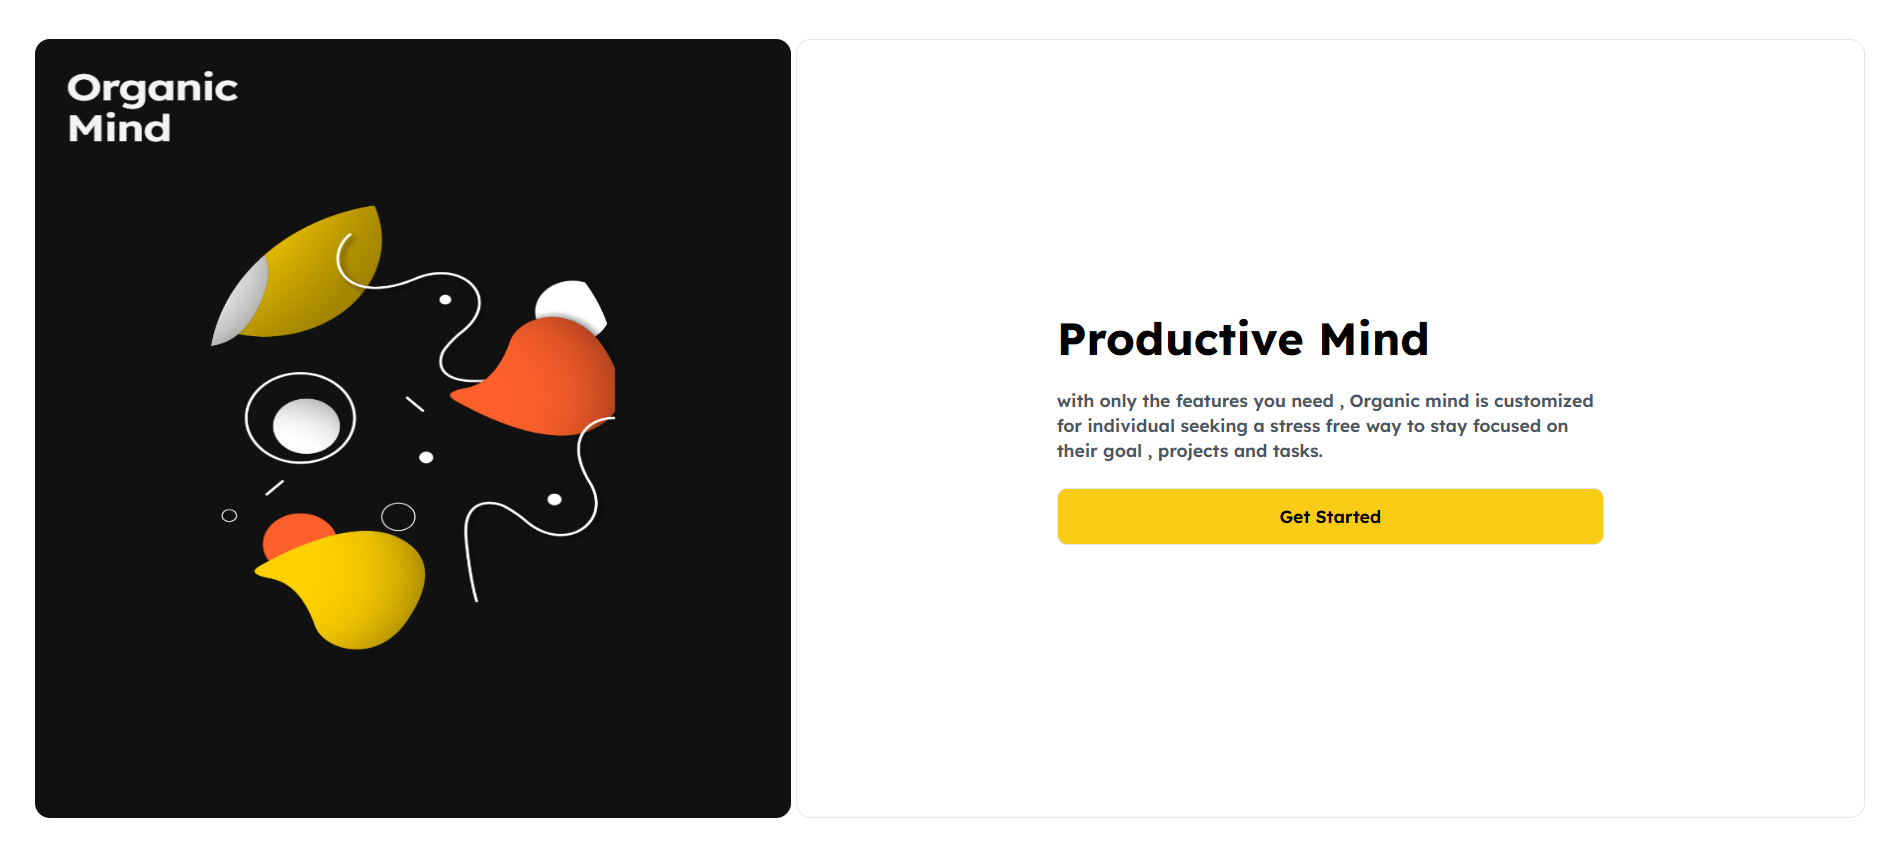 Organic
Mind
Productive Mind
with only the features you need , Organic mind is customized
for individual seeking a stress free way to stay focused on
their goal , projects and tasks.
Get Started